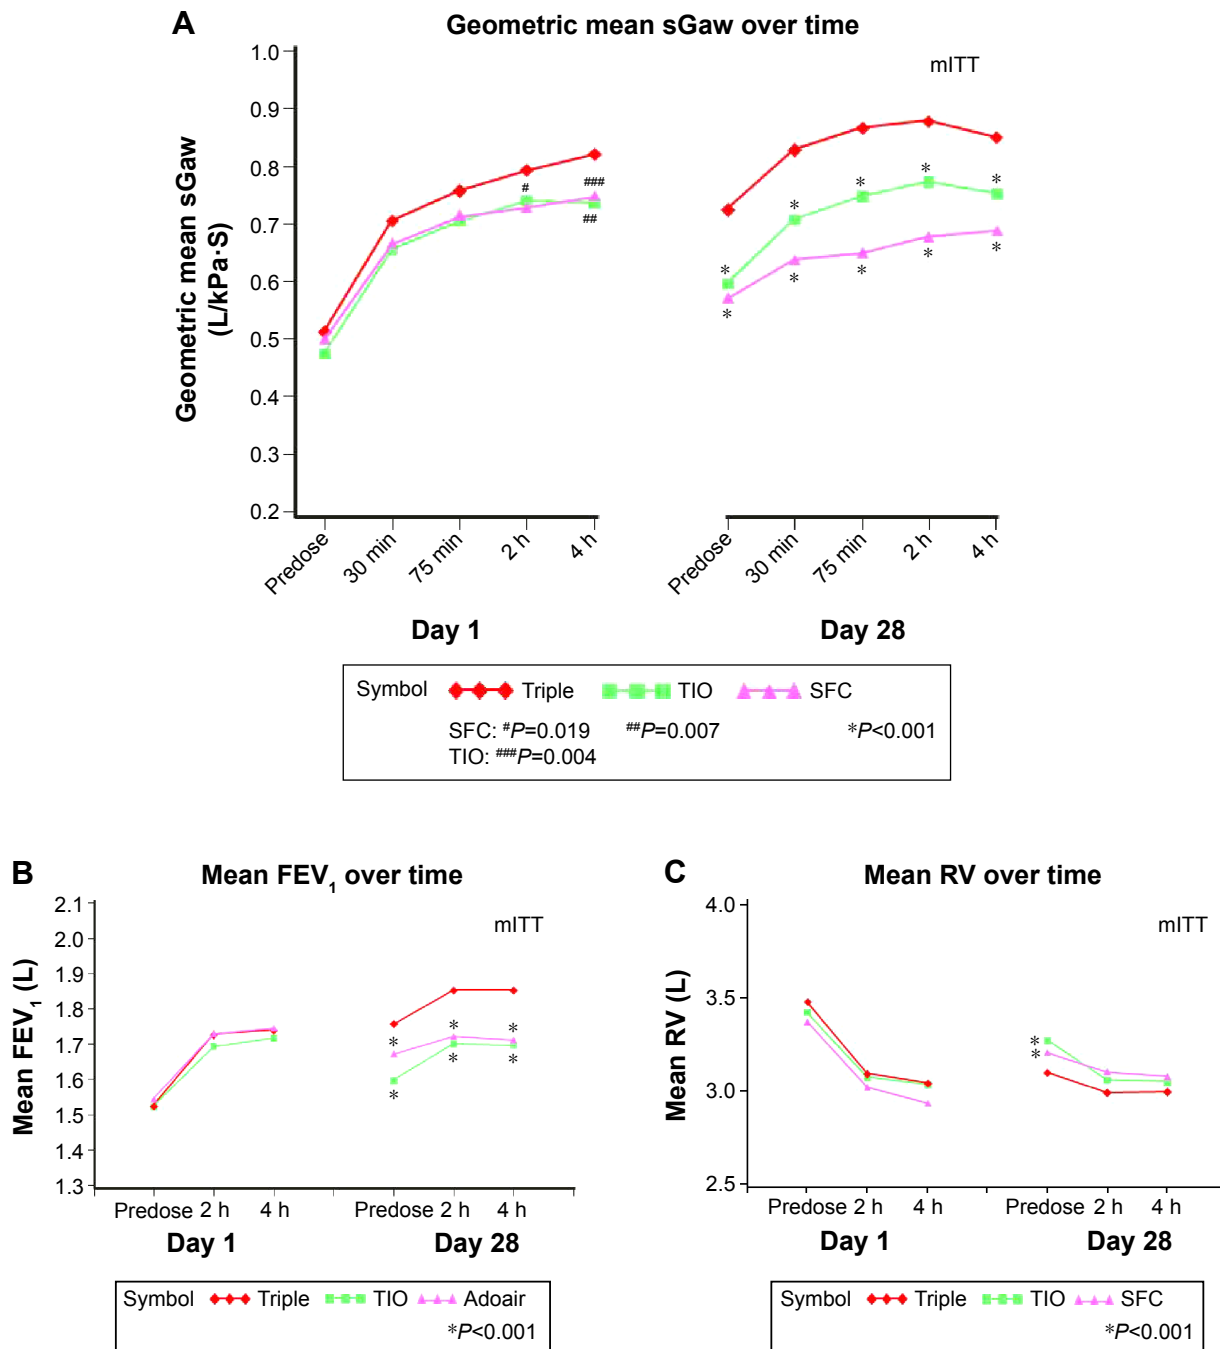 A
Geometric mean sGaw over time
mITT
Geometric mean sGaw
(L/kPa·S)
1.0
0.9
0.8
0.7
0.6
0.5
0.4
0.3
0.2
#
###
##
* * * * *
* * * * *
Predose 30 min 75 min 2 h 4 h
Predose 30 min 75 min 2 h 4 h
Day 1
Day 28
Symbol Triple TIO SFC
SFC: #P=0.019 ##P=0.007 *P<0.001
TIO: ###P=0.004
B
Mean FEV1 over time
mITT
Mean FEV1 (L)
2.1
2.0
1.9
1.8
1.7
1.6
1.5
1.4
1.3
* * *
* * *
Predose 2 h 4 h
Predose 2 h 4 h
Day 1
Day 28
Symbol Triple TIO Adoair
*P<0.001
C
Mean RV over time
mITT
Mean RV (L)
4.0
3.5
3.0
2.5
*
*
Predose 2 h 4 h
Predose 2 h 4 h
Day 1
Day 28
Symbol Triple TIO SFC
*P<0.001